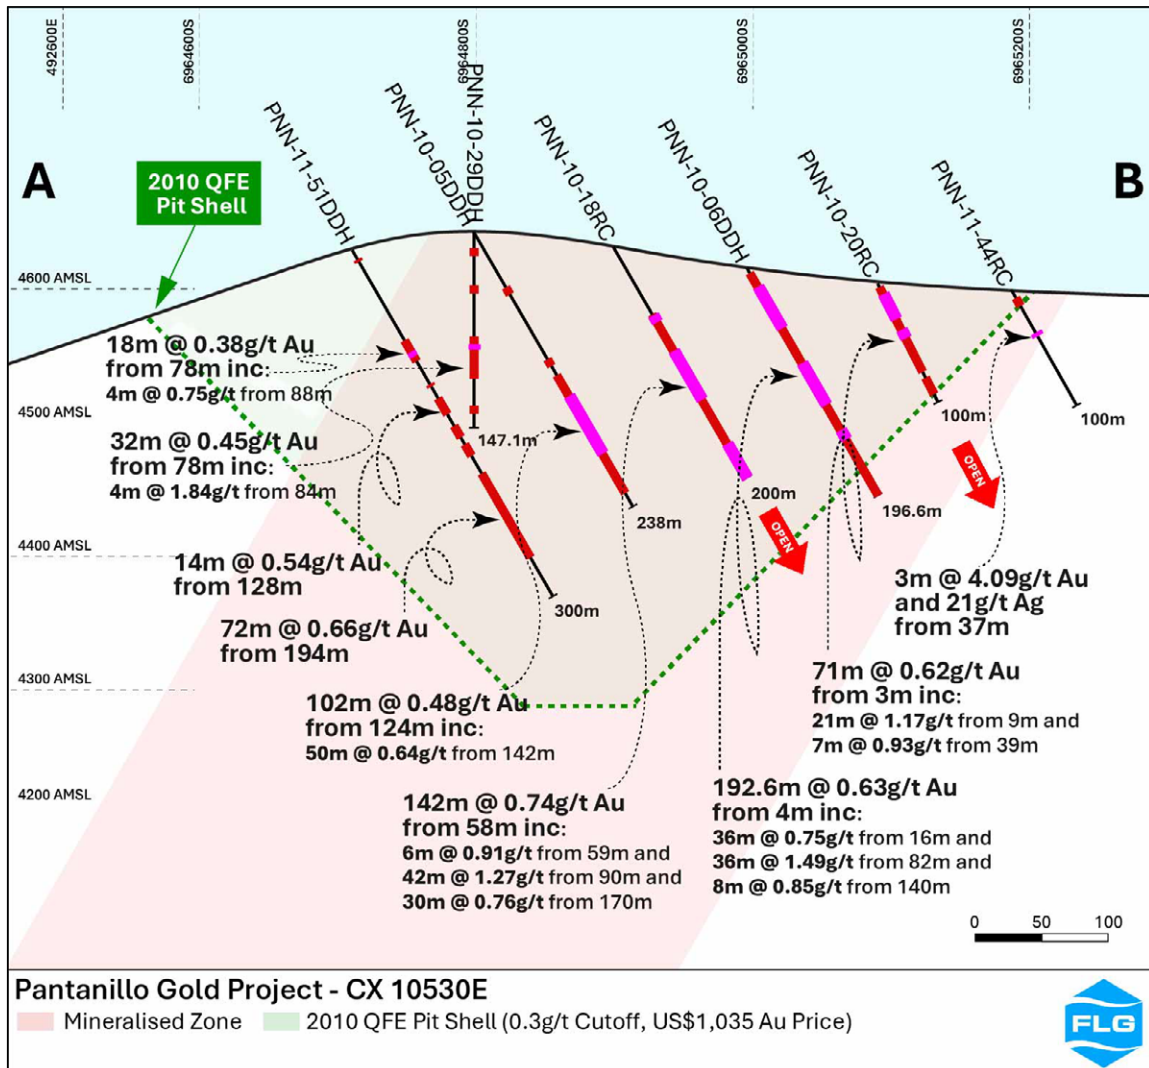 492600E
6964600S
6964800S
6965000S
6965200S
PNN-11-51DDH
PNN-10-05DDH
PNN-10-29DDH
PNN-10-18RC
PNN-10-06DDH
PNN-10-20RC
PNN-11-44RC
A
B
2010 QFE
Pit Shell
4600 AMSL
4500 AMSL
4400 AMSL
4300 AMSL
4200 AMSL
18m @ 0.38g/t Au
from 78m inc:
4m @ 0.75g/t from 88m
32m @ 0.45g/t Au
from 78m inc:
4m @ 1.84g/t from 84m
14m @ 0.54g/t Au
from 128m
72m @ 0.66g/t Au
from 194m
102m @ 0.48g/t Au
from 124m inc:
50m @ 0.64g/t from 142m
142m @ 0.74g/t Au
from 58m inc:
6m @ 0.91g/t from 59m and
42m @ 1.27g/t from 90m and
30m @ 0.76g/t from 170m
192.6m @ 0.63g/t Au
from 4m inc:
36m @ 0.75g/t from 16m and
36m @ 1.49g/t from 82m and
8m @ 0.85g/t from 140m
71m @ 0.62g/t Au
from 3m inc:
21m @ 1.17g/t from 9m and
7m @ 0.93g/t from 39m
3m @ 4.09g/t Au
and 21g/t Ag
from 37m
147.1m
300m
238m
200m
196.6m
100m
100m
OPEN
OPEN
0 50 100
Pantanillo Gold Project - CX 10530E
Mineralised Zone
2010 QFE Pit Shell (0.3g/t Cutoff, US$1,035 Au Price)
FLG